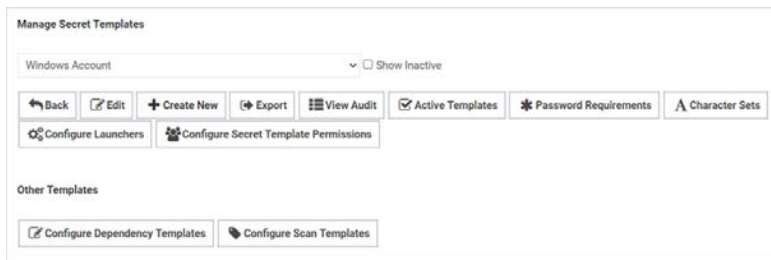 Manage Secret Templates
Windows Account Show Inactive
Back Edit Create New Export View Audit Active Templates Password Requirements Character Sets
Configure Launchers Configure Secret Template Permissions
Other Templates
Configure Dependency Templates Configure Scan Templates